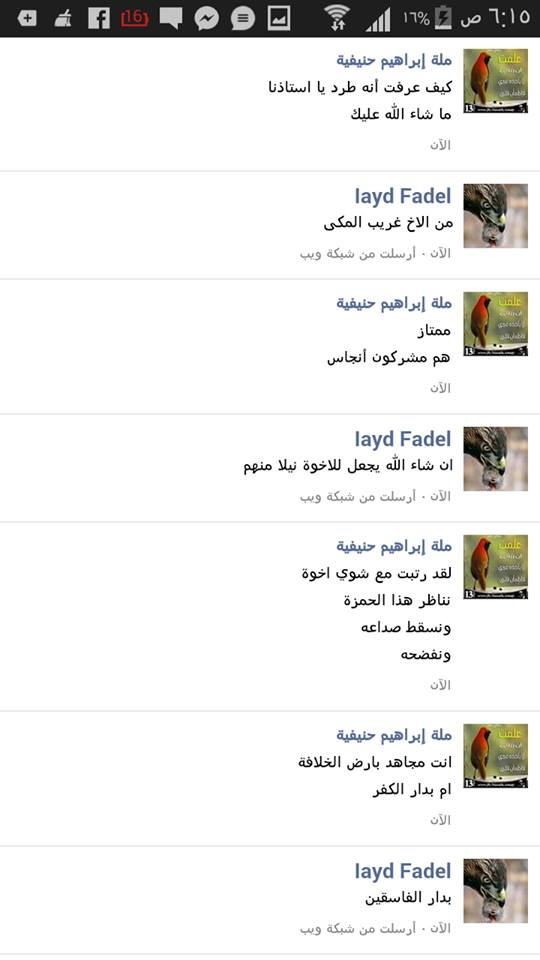 ١٦% ٦:١٥ ص
16
ملة إبراهيم حنيفية
كيف عرفت أنه طرد يا استاذنا
ما شاء الله عليك
الآن
Iayd Fadel
من الاخ غريب المكى
الآن · أرسلت من شبكة ويب
ملة إبراهيم حنيفية
ممتاز
هم مشركون أنجاس
الآن
Iayd Fadel
ان شاء الله يجعل للاخوة نيلا منهم
الآن · أرسلت من شبكة ويب
ملة إبراهيم حنيفية
لقد رتبت مع شوي اخوة
نناظر هذا الحمزة
ونسقط صداعه
ونفضحه
الآن
ملة إبراهيم حنيفية
انت مجاهد بارض الخلافة
ام بدار الكفر
الآن
Iayd Fadel
بدار الفاسقين
الآن · أرسلت من شبكة ويب